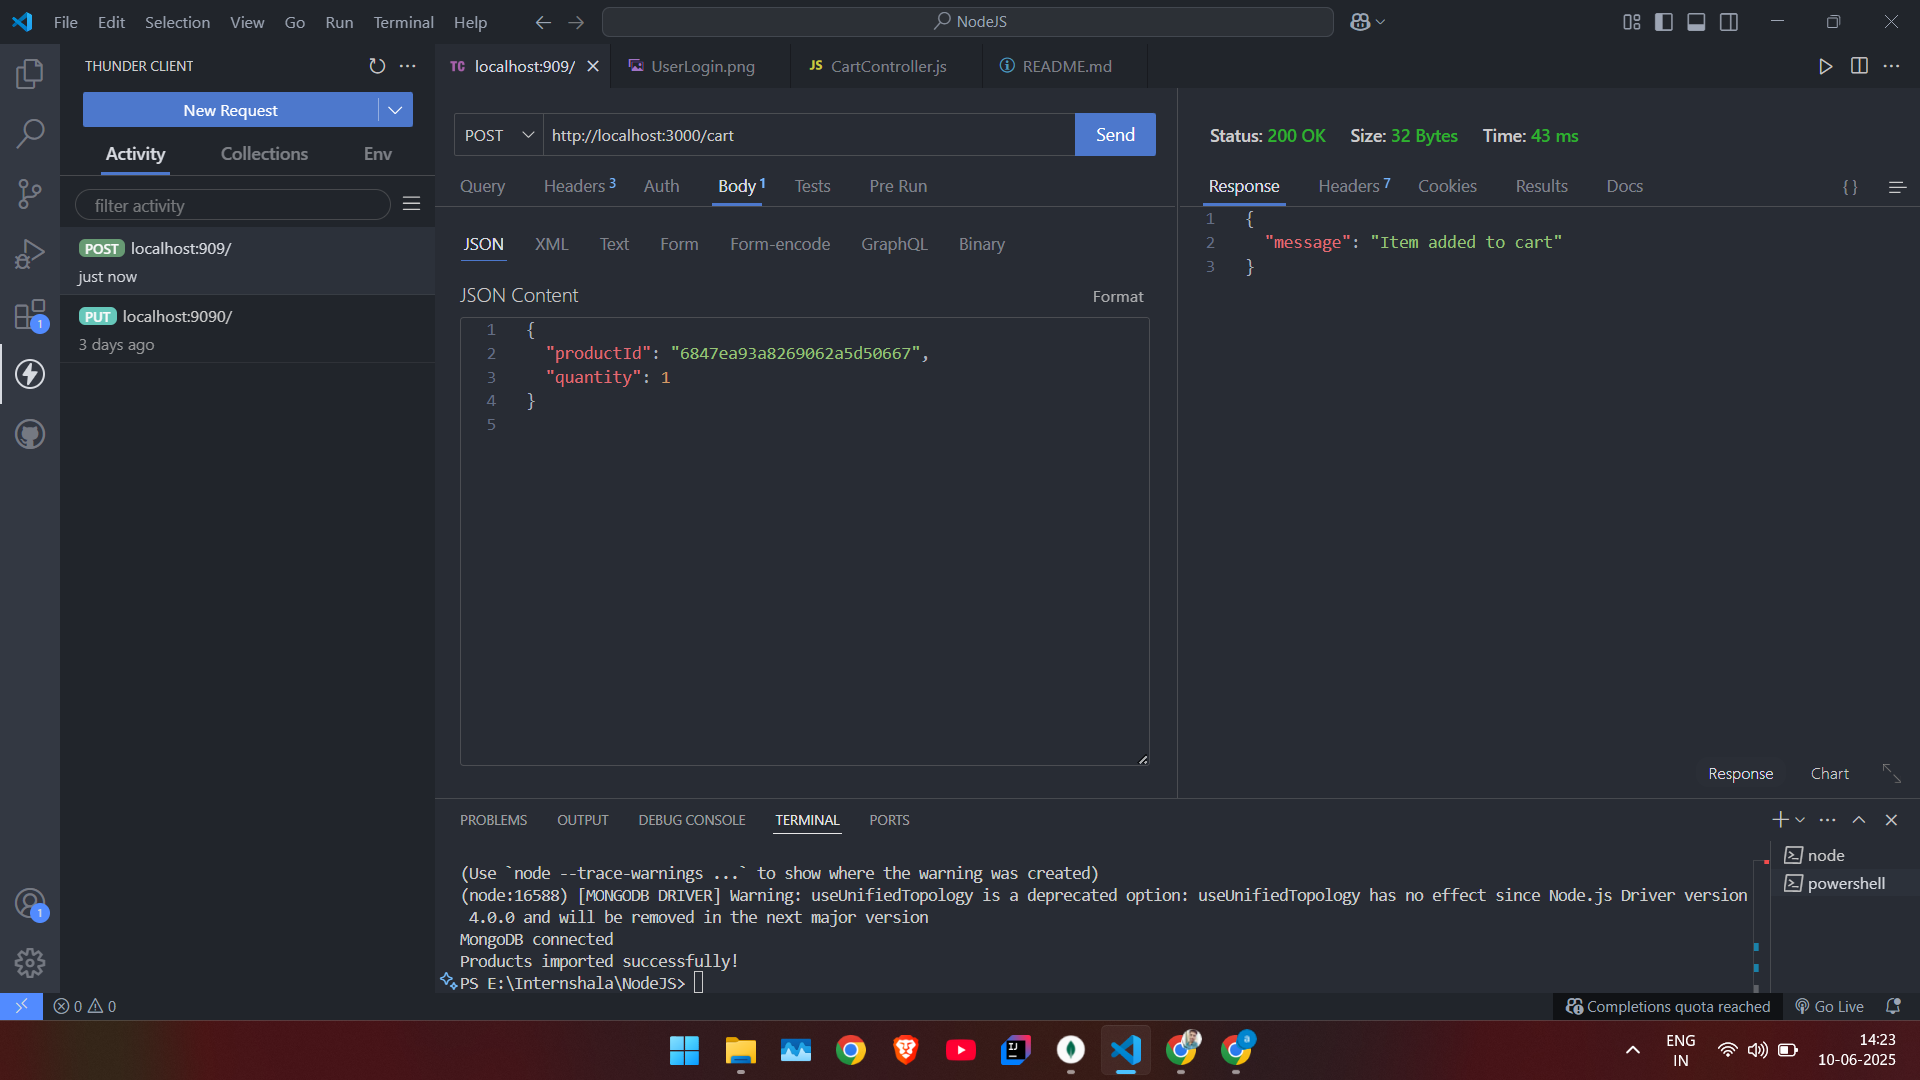 File Edit Selection View Go Run Terminal Help
NodeJS
THUNDER CLIENT
New Request
Activity Collections Env
filter activity
POST localhost:909/
just now
PUT localhost:9090/
3 days ago
TC localhost:909/
UserLogin.png
JS CartController.js
README.md
POST http://localhost:3000/cart Send
Query Headers 3 Auth Body 1 Tests Pre Run
JSON XML Text Form Form-encode GraphQL Binary
JSON Content Format
1 {
2 "productId": "6847ea93a8269062a5d50667",
3 "quantity": 1
4 }
5
Status: 200 OK Size: 32 Bytes Time: 43 ms
Response Headers 7 Cookies Results Docs { }
1 {
2 "message": "Item added to cart"
3 }
Response Chart
PROBLEMS OUTPUT DEBUG CONSOLE TERMINAL PORTS
(Use `node --trace-warnings ...` to show where the warning was created)
(node:16588) [MONGODB DRIVER] Warning: useUnifiedTopology is a deprecated option: useUnifiedTopology has no effect since Node.js Driver version
4.0.0 and will be removed in the next major version
MongoDB connected
Products imported successfully!
PS E:\Internshala\NodeJS>
node
powershell
1
1
0 0
Completions quota reached Go Live
IJ
a
ENG
IN
14:23
10-06-2025